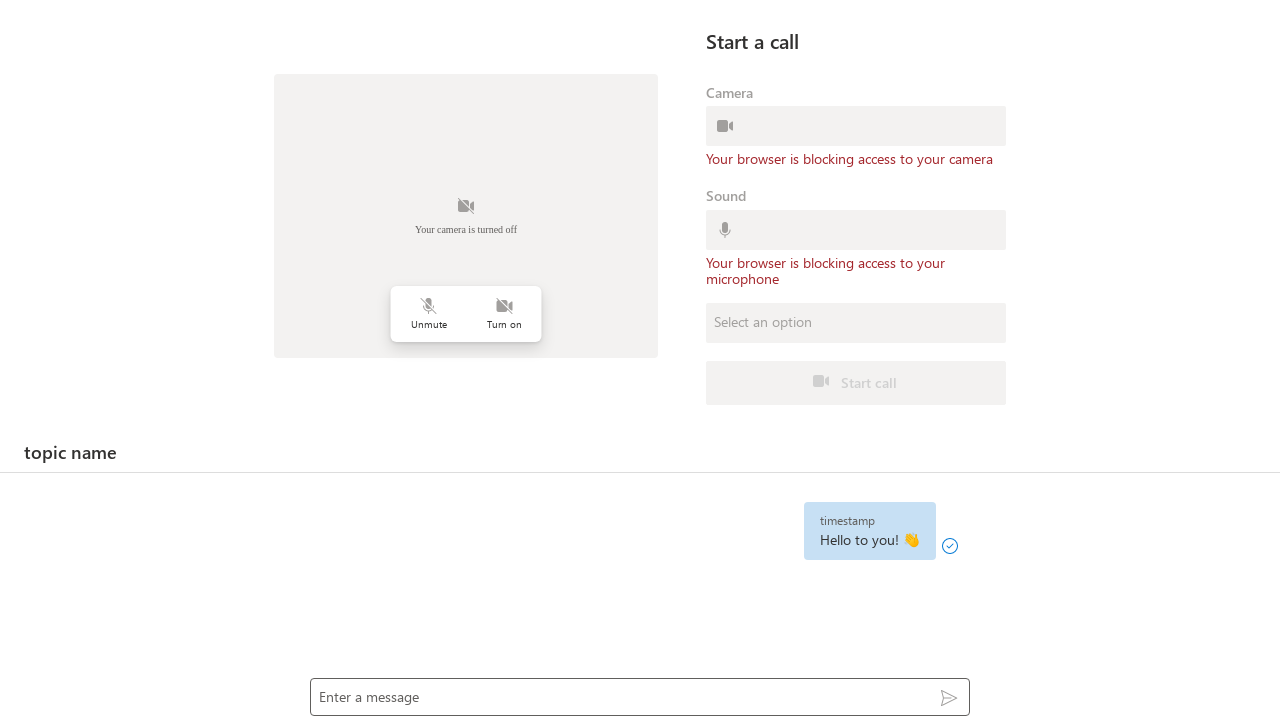 Start a call
Camera
Your browser is blocking access to your camera
Sound
Your browser is blocking access to your
microphone
Select an option
Start call
Your camera is turned off
Unmute
Turn on
topic name
timestamp
Hello to you! 👋
Enter a message